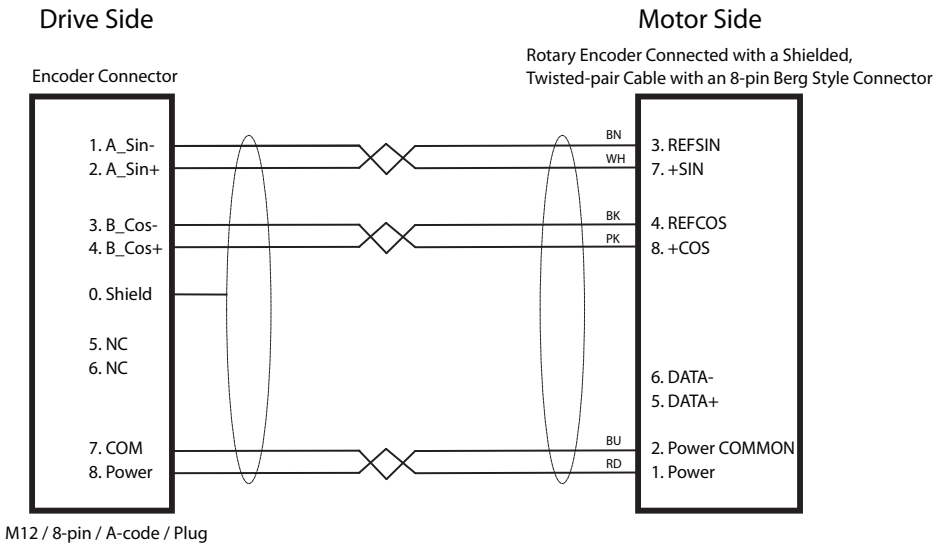 Drive Side
Motor Side
Rotary Encoder Connected with a Shielded,
Twisted-pair Cable with an 8-pin Berg Style Connector
Encoder Connector
1. A_Sin-
2. A_Sin+
3. B_Cos-
4. B_Cos+
0. Shield
5. NC
6. NC
7. COM
8. Power
BN
WH
BK
PK
BU
RD
3. REFSIN
7. +SIN
4. REFCOS
8. +COS
6. DATA-
5. DATA+
2. Power COMMON
1. Power
M12 / 8-pin / A-code / Plug